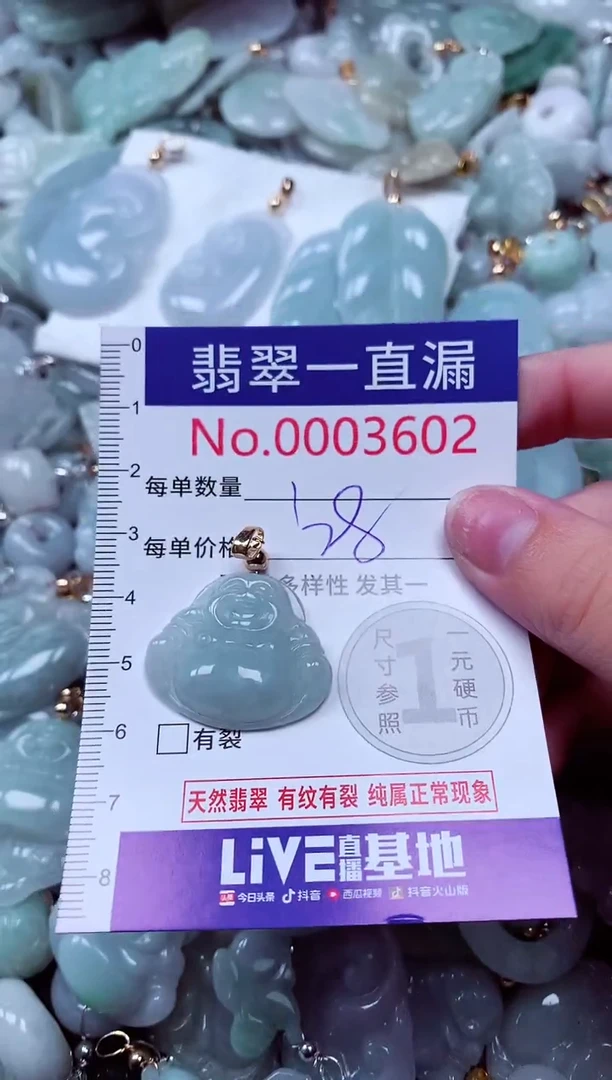 0
翡翠一直漏
1
No.0003602
2
每单数量
3
每单价格
多样性 发其一
4
尺寸参照
1
一元硬币
5
6
有裂
7
天然翡翠 有纹有裂 纯属正常现象
8
LiVE直播基地
头条 今日头条 抖音 西瓜视频 抖音火山版